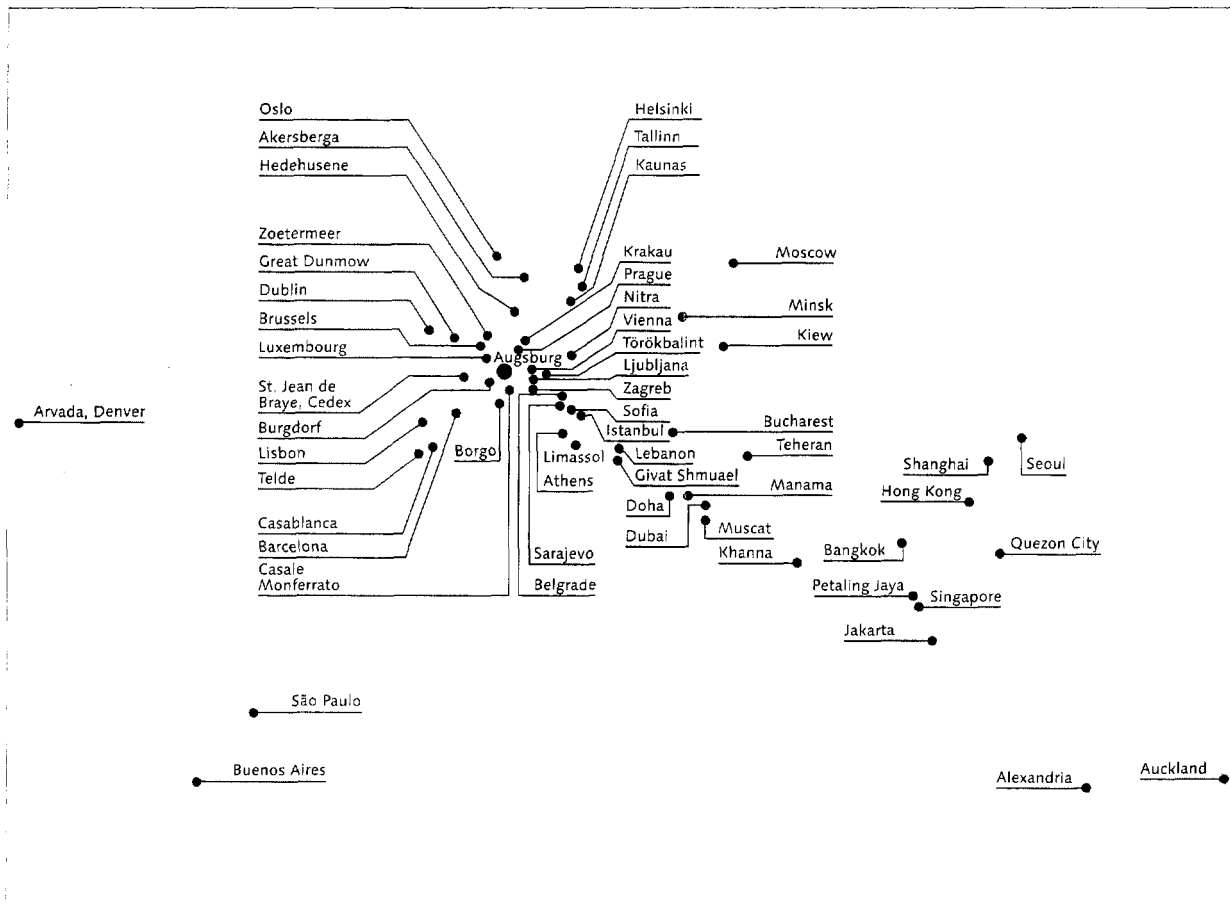 Oslo
Akersberga
Hedehusene
Zoetermeer
Great Dunmow
Dublin
Brussels
Luxembourg
St. Jean de
Braye, Cedex
Burgdorf
Lisbon
Telde
Casablanca
Barcelona
Casale
Monferrato
Arvada, Denver
Helsinki
Tallinn
Kaunas
Krakau
Prague
Nitra
Vienna
Törökbalint
Ljubljana
Zagreb
Sofia
Istanbul
Augsburg
Borgo
Limassol
Athens
Sarajevo
Belgrade
Lebanon
Givat Shmuael
Moscow
Minsk
Kiew
Bucharest
Teheran
Manama
Doha
Dubai
Muscat
Khanna
Shanghai
Seoul
Hong Kong
Bangkok
Quezon City
Petaling Jaya
Singapore
Jakarta
São Paulo
Buenos Aires
Alexandria
Auckland